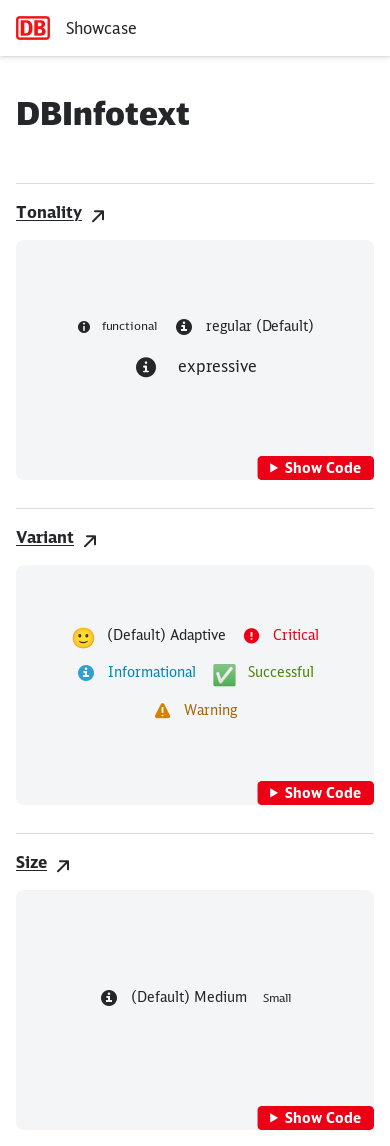 DB Showcase
DBInfotext
Tonality
functional regular (Default)
expressive
Show Code
Variant
(Default) Adaptive Critical
Informational Successful
Warning
Show Code
Size
(Default) Medium Small
Show Code